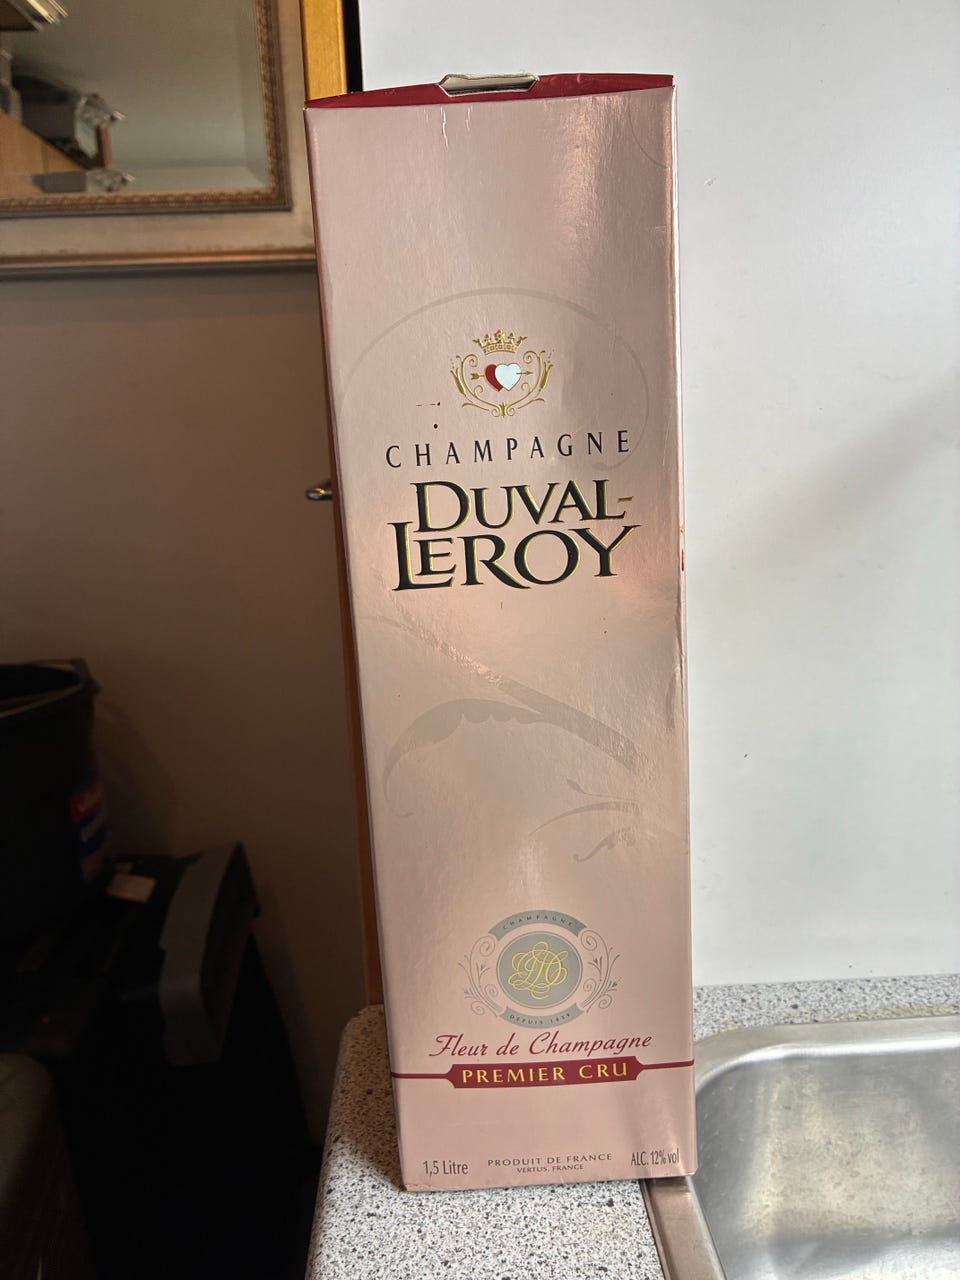 CHAMPAGNE
DUVAL-
LEROY
CHAMPAGNE
DEPUIS 1859
Fleur de Champagne
PREMIER CRU
1,5 Litre
PRODUIT DE FRANCE
VERTUS, FRANCE
ALC. 12% vol